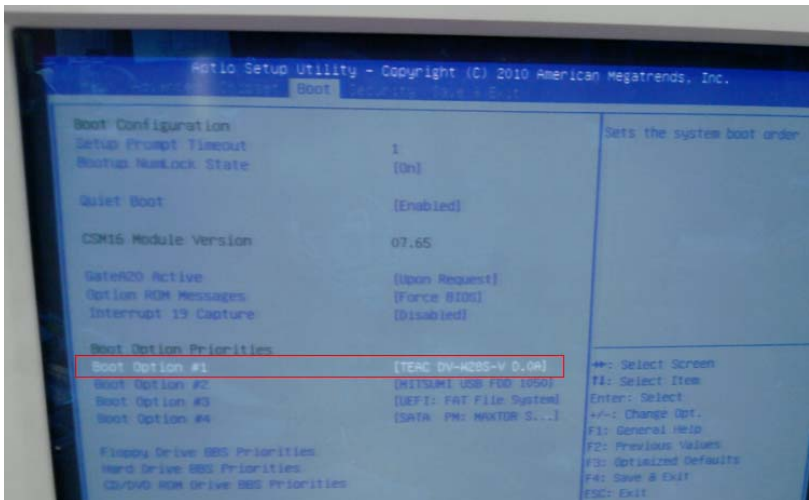 Aptio Setup Utility - Copyright (C) 2010 American Megatrends, Inc.
Boot Security Save & Exit
Boot Configuration
Setup Prompt Timeout 1
Bootup NumLock State [On]
Quiet Boot [Enabled]
CSM16 Module Version 07.65
GateA20 Active [Upon Request]
Option ROM Messages [Force BIOS]
Interrupt 19 Capture [Disabled]
Boot Option Priorities
Boot Option #1 [TEAC DV-W28S-V D.0A]
Boot Option #2 [MITSUMI USB FDD 1050]
Boot Option #3 [UEFI: FAT File System]
Boot Option #4 [SATA PM: MAXTOR S...]
Floppy Drive BBS Priorities
Hard Drive BBS Priorities
CD/DVD ROM Drive BBS Priorities
Sets the system boot order
: Select Screen
: Select Item
Enter: Select
+/-: Change Opt.
F1: General Help
F2: Previous Values
F3: Optimized Defaults
F4: Save & Exit
ESC: Exit